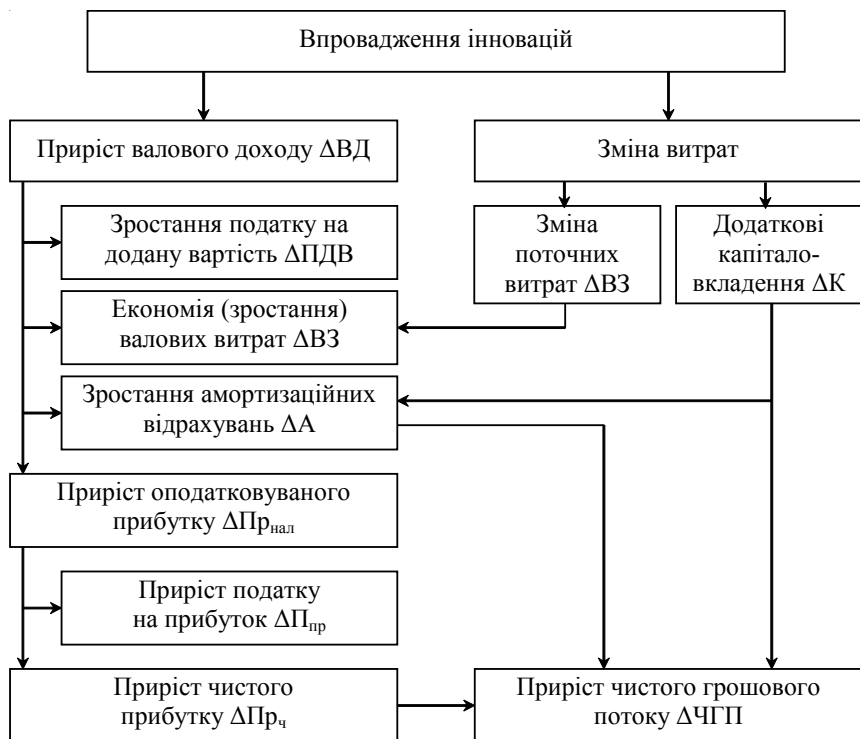 Впровадження інновацій
Приріст валового доходу ΔВД
Зміна витрат
Зростання податку на
додану вартість ΔПДВ
Зміна
поточних
витрат ΔВЗ
Додаткові
капітало-
вкладення ΔК
Економія (зростання)
валових витрат ΔВЗ
Зростання амортизаційних
відрахувань ΔА
Приріст оподатковуваного
прибутку ΔПрнал
Приріст податку
на прибуток ΔПпр
Приріст чистого
прибутку ΔПрч
Приріст чистого грошового
потоку ΔЧГП